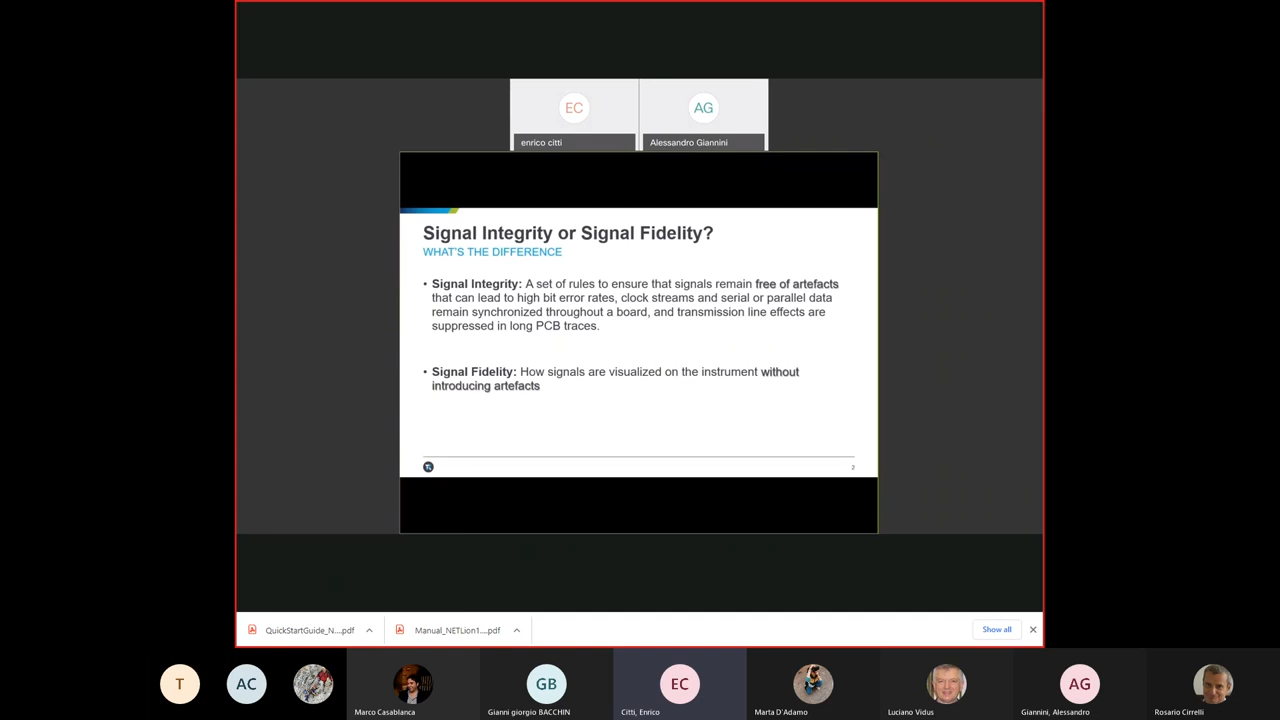 EC
AG
enrico citti
Alessandro Giannini
Signal Integrity or Signal Fidelity?
WHAT'S THE DIFFERENCE
• Signal Integrity: A set of rules to ensure that signals remain free of artefacts
that can lead to high bit error rates, clock streams and serial or parallel data
remain synchronized throughout a board, and transmission line effects are
suppressed in long PCB traces.
• Signal Fidelity: How signals are visualized on the instrument without
introducing artefacts
2
QuickStartGuide_N....pdf
Manual_NETLion1....pdf
Show all
T
AC
GB
EC
AG
Marco Casablanca
Gianni giorgio BACCHIN
Citti, Enrico
Marta D'Adamo
Luciano Vidus
Giannini, Alessandro
Rosario Cirrelli